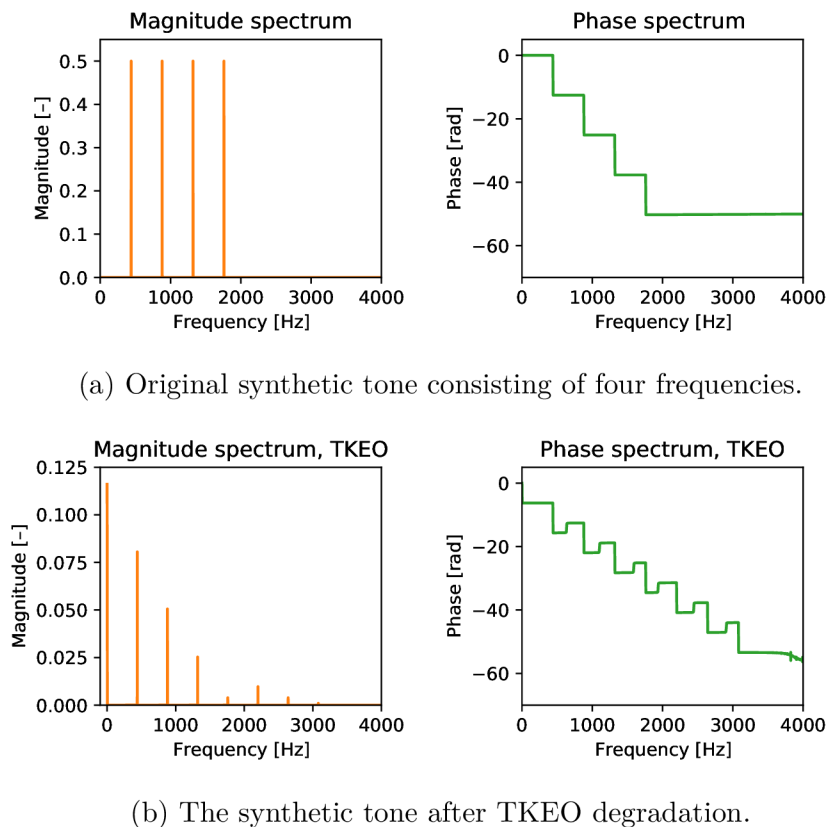 Magnitude spectrum
Phase spectrum
0.5
0.4
0.3
0.2
0.1
0.0
Magnitude [–]
0 1000 2000 3000 4000
Frequency [Hz]
0
−20
−40
−60
Phase [rad]
0 1000 2000 3000 4000
Frequency [Hz]
(a) Original synthetic tone consisting of four frequencies.
Magnitude spectrum, TKEO
Phase spectrum, TKEO
0.125
0.100
0.075
0.050
0.025
0.000
Magnitude [–]
0 1000 2000 3000 4000
Frequency [Hz]
0
−20
−40
−60
Phase [rad]
0 1000 2000 3000 4000
Frequency [Hz]
(b) The synthetic tone after TKEO degradation.